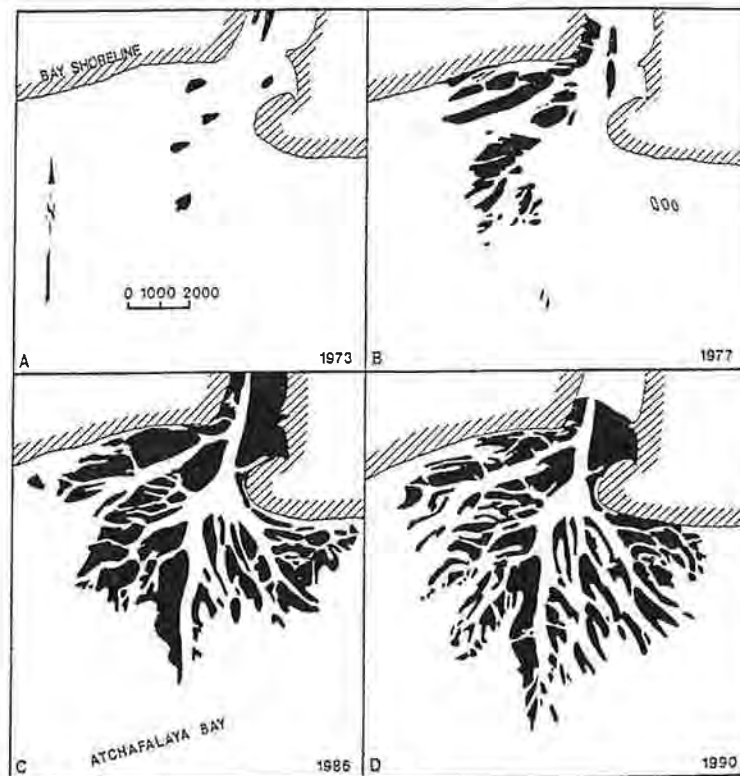 BAY SHORELINE
N
0 1000 2000
A
1973
B
1977
ATCHAFALAYA BAY
C
1986
D
1990